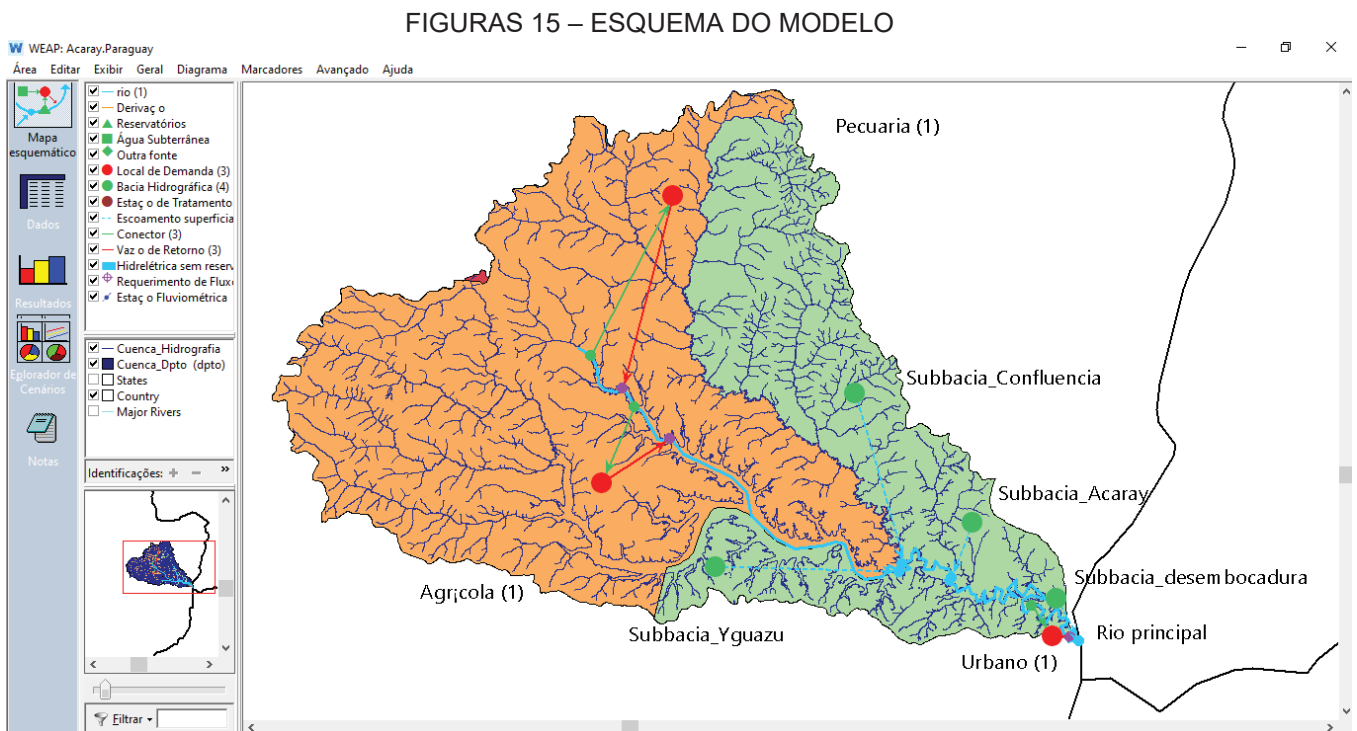 FIGURAS 15 – ESQUEMA DO MODELO
W WEAP: Acaray.Paraguay
Área Editar Exibir Geral Diagrama Marcadores Avançado Ajuda
Mapa
esquemático
Dados
Resultados
Explorador de
Cenários
Notas
rio (1)
Derivaç o
Reservatórios
Água Subterrânea
Outra fonte
Local de Demanda (3)
Bacia Hidrográfica (4)
Estaç o de Tratamento
Escoamento superficia
Conector (3)
Vaz o de Retorno (3)
Hidrelétrica sem reserv
Requerimento de Fluxo
Estaç o Fluviométrica
Cuenca_Hidrografia
Cuenca_Dpto (dpto)
States
Country
Major Rivers
Identificações: + − »
Filtrar
Pecuaria (1)
Subbacia_Confluencia
Subbacia_Acaray
Subbacia_desembocadura
Agr¡cola (1)
Subbacia_Yguazu
Rio principal
Urbano (1)